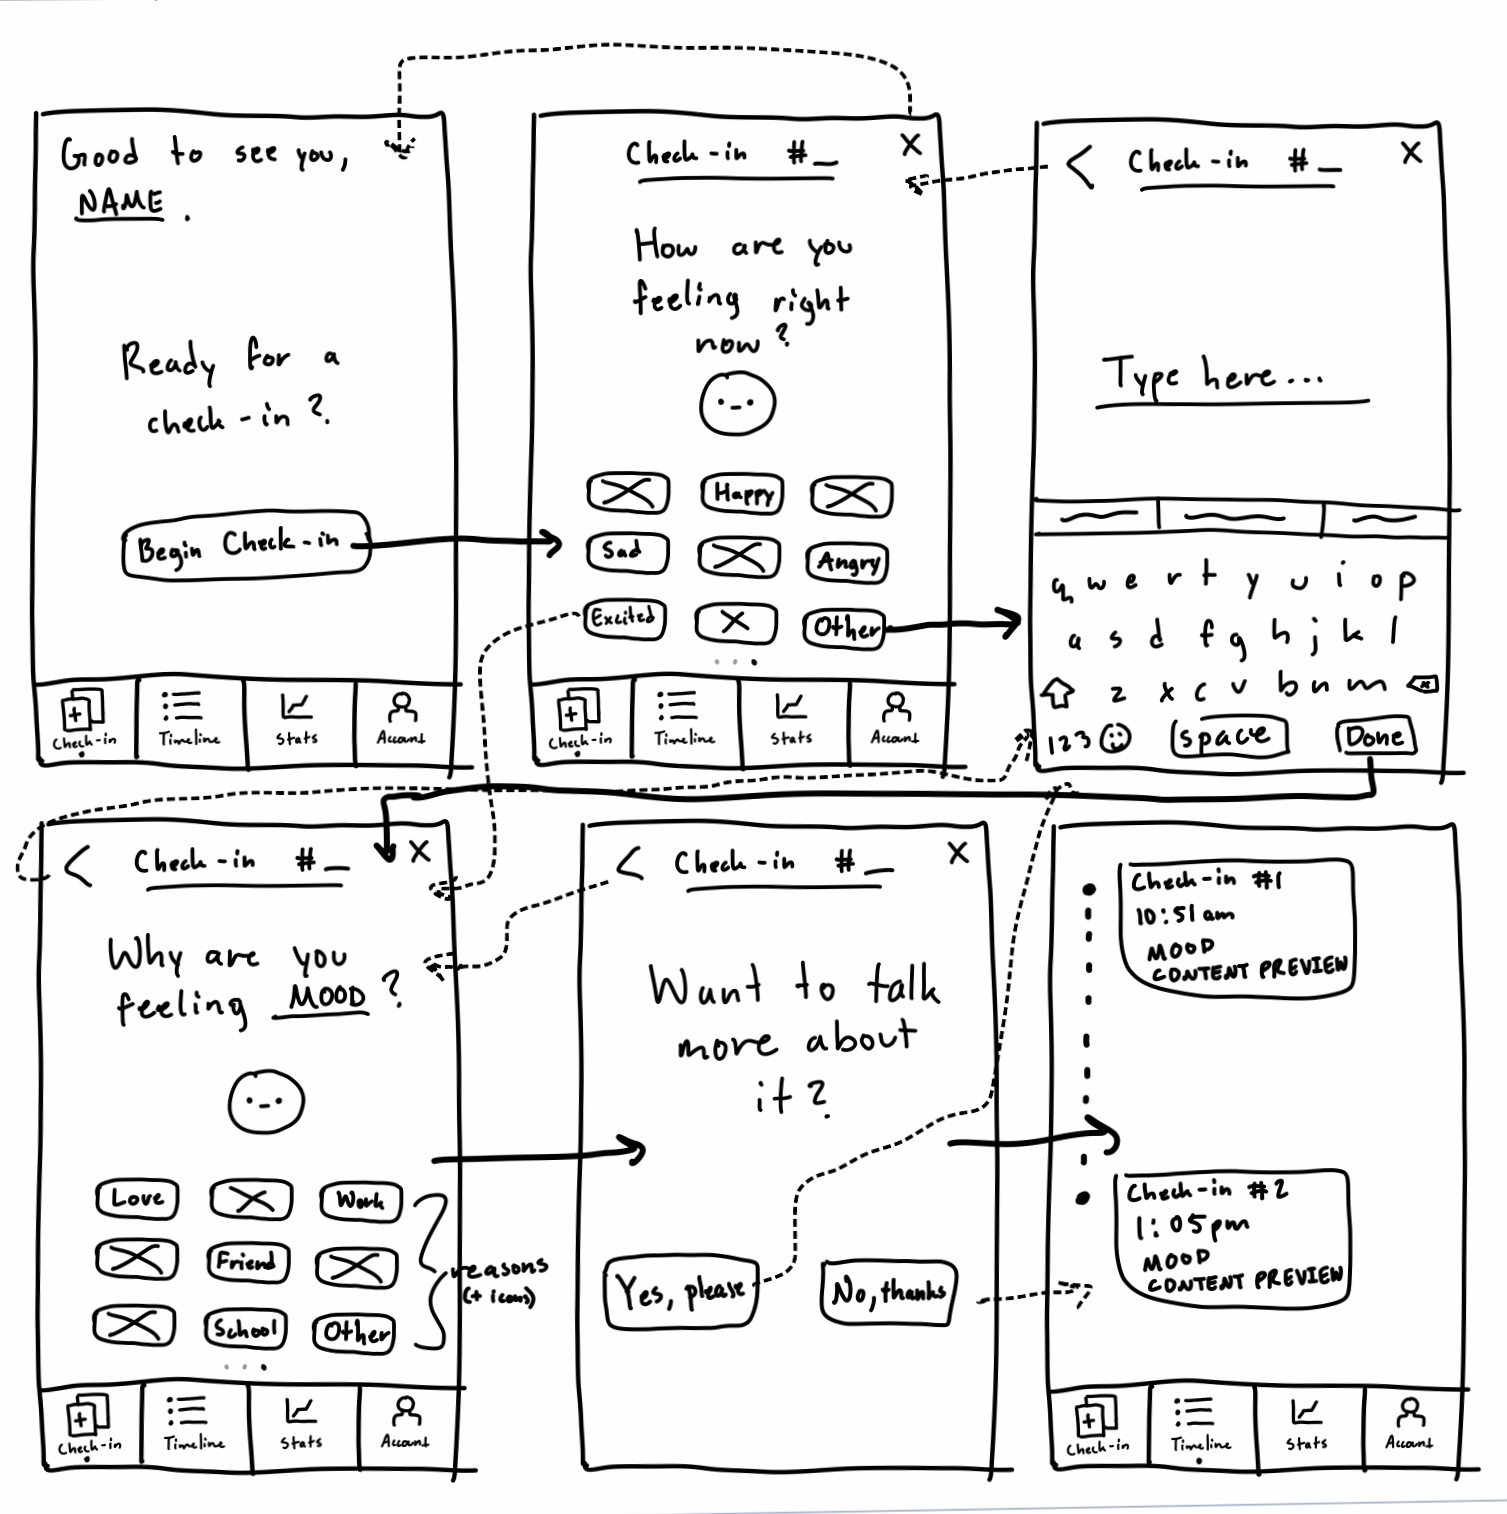 Good to see you,
NAME .
Ready for a
check-in?
Begin Check-in
Check-in
Timeline
Stats
Account
Check-in #_
X
How are you
feeling right
now?
Happy
Sad
Angry
Excited
Other
Check-in
Timeline
Stats
Account
< Check-in #_ X
Type here...
q w e r t y u i o p
a s d f g h j k l
z x c v b n m
123 space Done
< Check-in #_ X
Why are you
feeling MOOD ?
Love Work
Friend
School Other
reasons
(+ icons)
Check-in
Timeline
Stats
Account
< Check-in #_ X
Want to talk
more about
it?
Yes, please
No, thanks
Check-in #1
10:51am
MOOD
CONTENT PREVIEW
Check-in #2
1:05pm
MOOD
CONTENT PREVIEW
Check-in
Timeline
Stats
Account